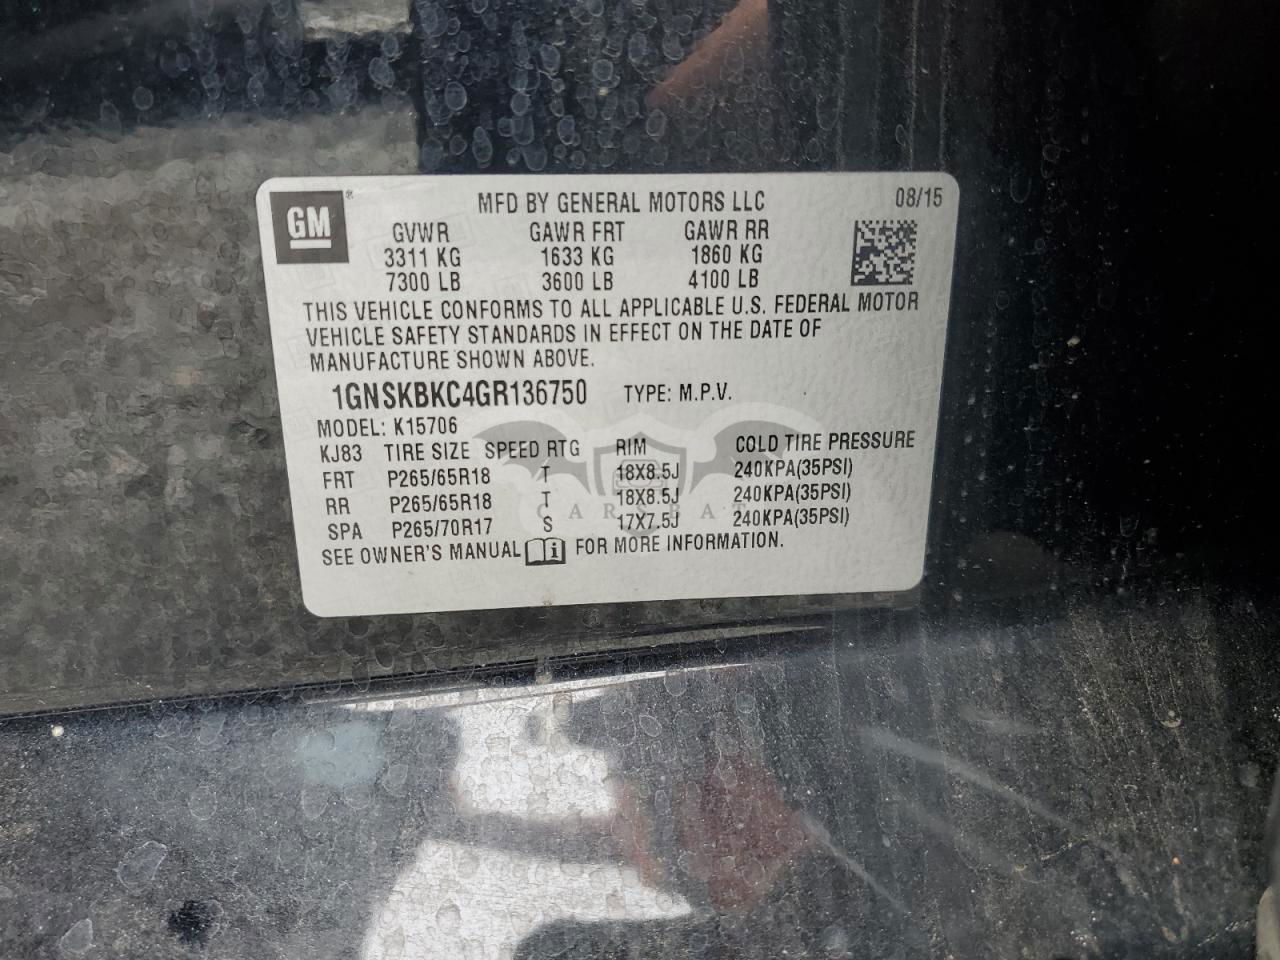 GM ®
MFD BY GENERAL MOTORS LLC 08/15
GVWR GAWR FRT GAWR RR
3311 KG 1633 KG 1860 KG
7300 LB 3600 LB 4100 LB
THIS VEHICLE CONFORMS TO ALL APPLICABLE U.S. FEDERAL MOTOR
VEHICLE SAFETY STANDARDS IN EFFECT ON THE DATE OF
MANUFACTURE SHOWN ABOVE.
1GNSKBKC4GR136750 TYPE: M.P.V.
MODEL: K15706
KJ83 TIRE SIZE SPEED RTG RIM COLD TIRE PRESSURE
FRT P265/65R18 T 18X8.5J 240KPA(35PSI)
RR P265/65R18 T 18X8.5J 240KPA(35PSI)
CARSBAT
SPA P265/70R17 S 17X7.5J 240KPA(35PSI)
SEE OWNER'S MANUAL i FOR MORE INFORMATION.